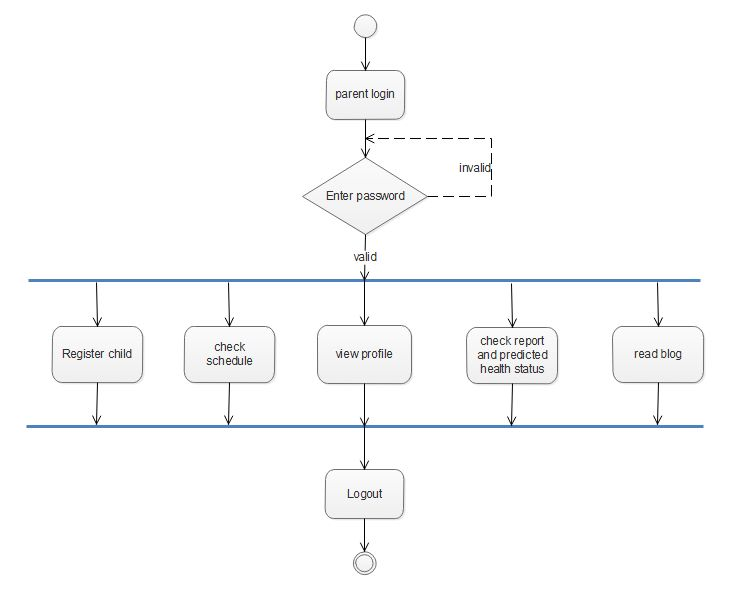 parent login
invalid
Enter password
valid
Register child
check
schedule
view profile
check report
and predicted
health status
read blog
Logout